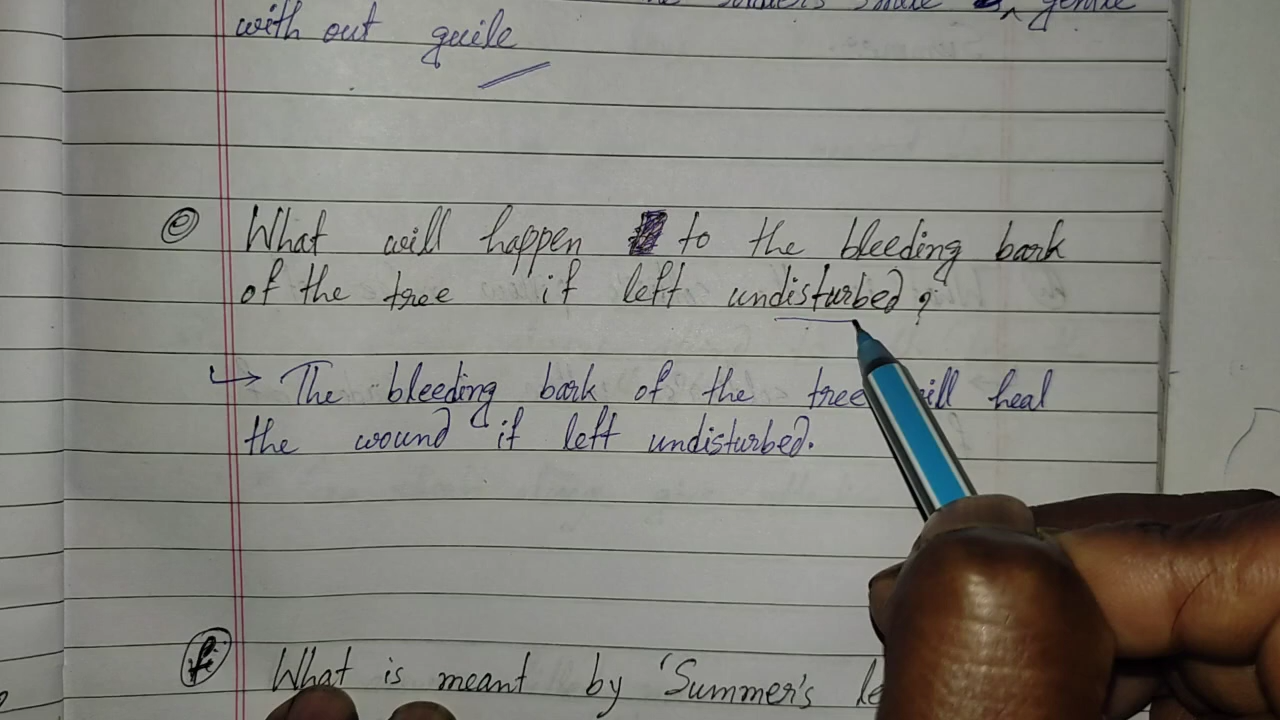 gentle
with out guile
e What will happen to the bleeding bark
of the tree if left undisturbed?
↳ The bleeding bark of the tree will heal
the wound if left undisturbed.
f. What is meant by 'Summer's